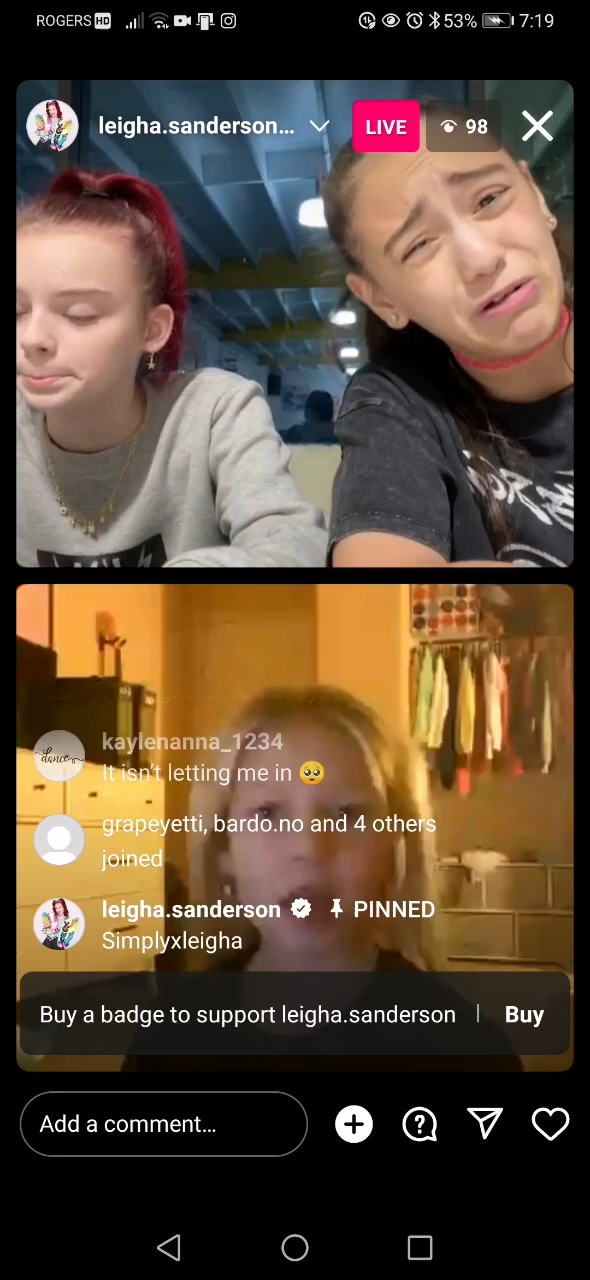 ROGERS HD 53% 7:19
leigha.sanderson... LIVE 98
dance
kaylenanna_1234
It isn't letting me in 🥺
grapeyetti, bardo.no and 4 others
joined
leigha.sanderson PINNED
Simplyxleigha
Buy a badge to support leigha.sanderson | Buy
Add a comment...